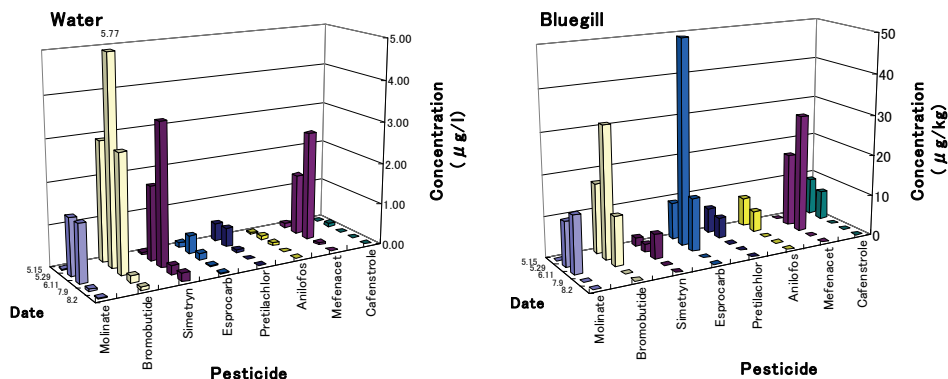 Water
5.77
5.00
4.00
3.00
2.00
1.00
0.00
Concentration
(μg/l)
5.15
5.29
6.11
7.9
8.2
Date
Molinate
Bromobutide
Simetryn
Esprocarb
Pretilachlor
Anilofos
Mefenacet
Cafenstrole
Pesticide
Bluegill
50
40
30
20
10
0
Concentration
(μg/kg)
5.15
5.29
6.11
7.9
8.2
Date
Molinate
Bromobutide
Simetryn
Esprocarb
Pretilachlor
Anilofos
Mefenacet
Cafenstrole
Pesticide